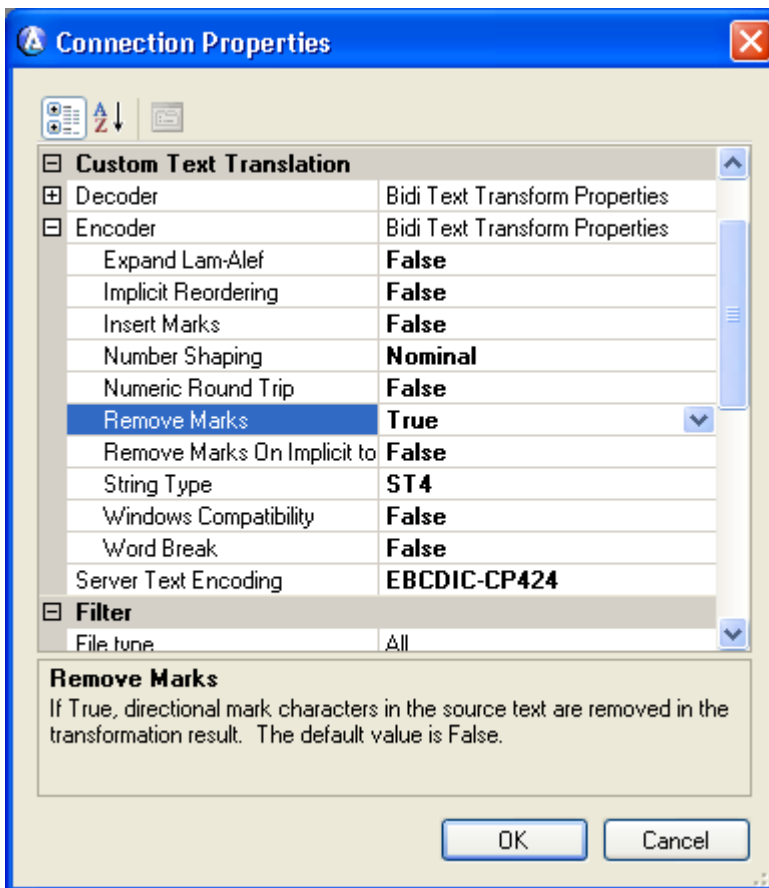 Connection Properties
Custom Text Translation
Decoder Bidi Text Transform Properties
Encoder Bidi Text Transform Properties
Expand Lam-Alef False
Implicit Reordering False
Insert Marks False
Number Shaping Nominal
Numeric Round Trip False
Remove Marks True
Remove Marks On Implicit to False
String Type ST4
Windows Compatibility False
Word Break False
Server Text Encoding EBCDIC-CP424
Filter
File type All
Remove Marks
If True, directional mark characters in the source text are removed in the
transformation result. The default value is False.
OK Cancel